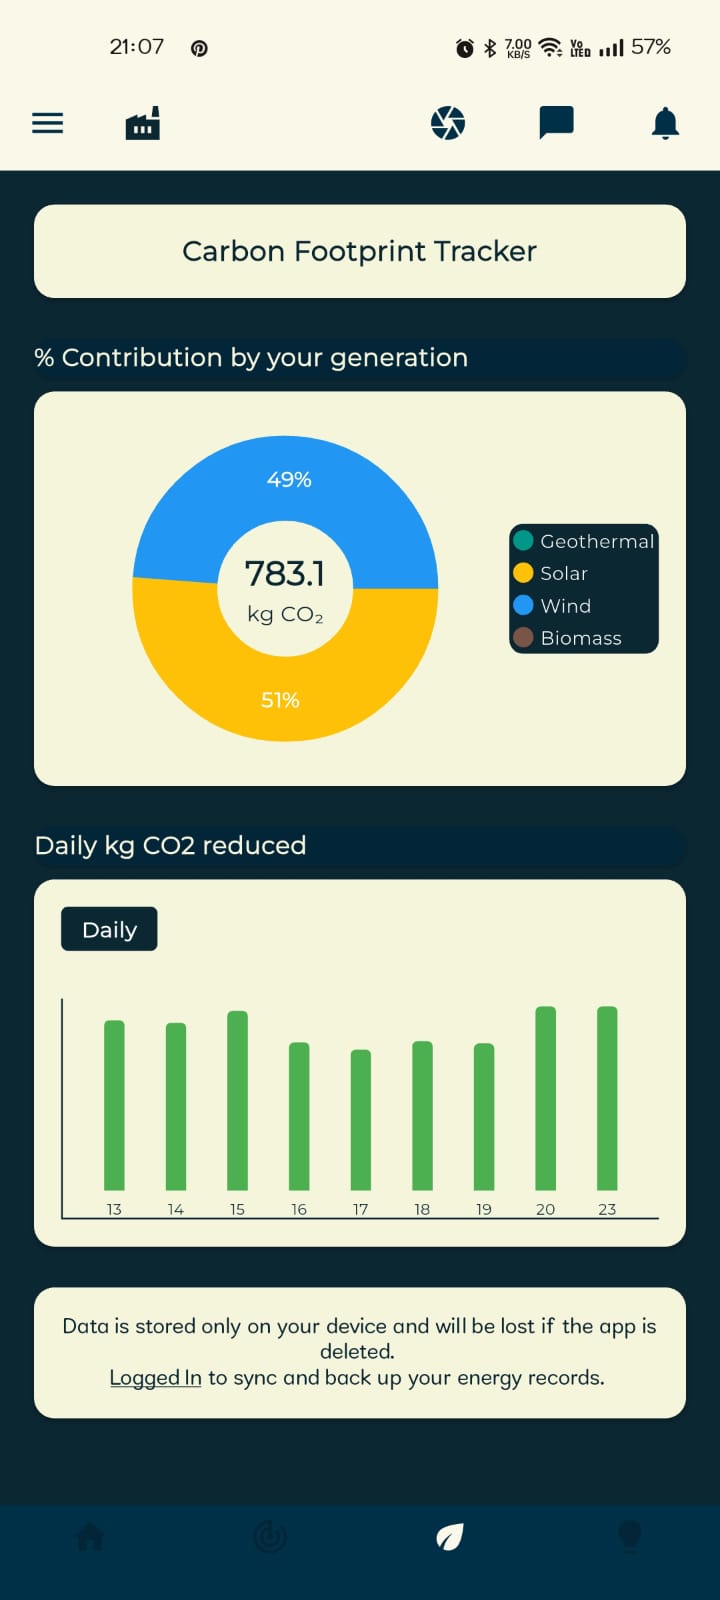 21:07 7.00 KB/S Vo LTE 57%
Carbon Footprint Tracker
% Contribution by your generation
49%
783.1
kg CO₂
51%
Geothermal
Solar
Wind
Biomass
Daily kg CO2 reduced
Daily
13 14 15 16 17 18 19 20 23
Data is stored only on your device and will be lost if the app is
deleted.
Logged In to sync and back up your energy records.